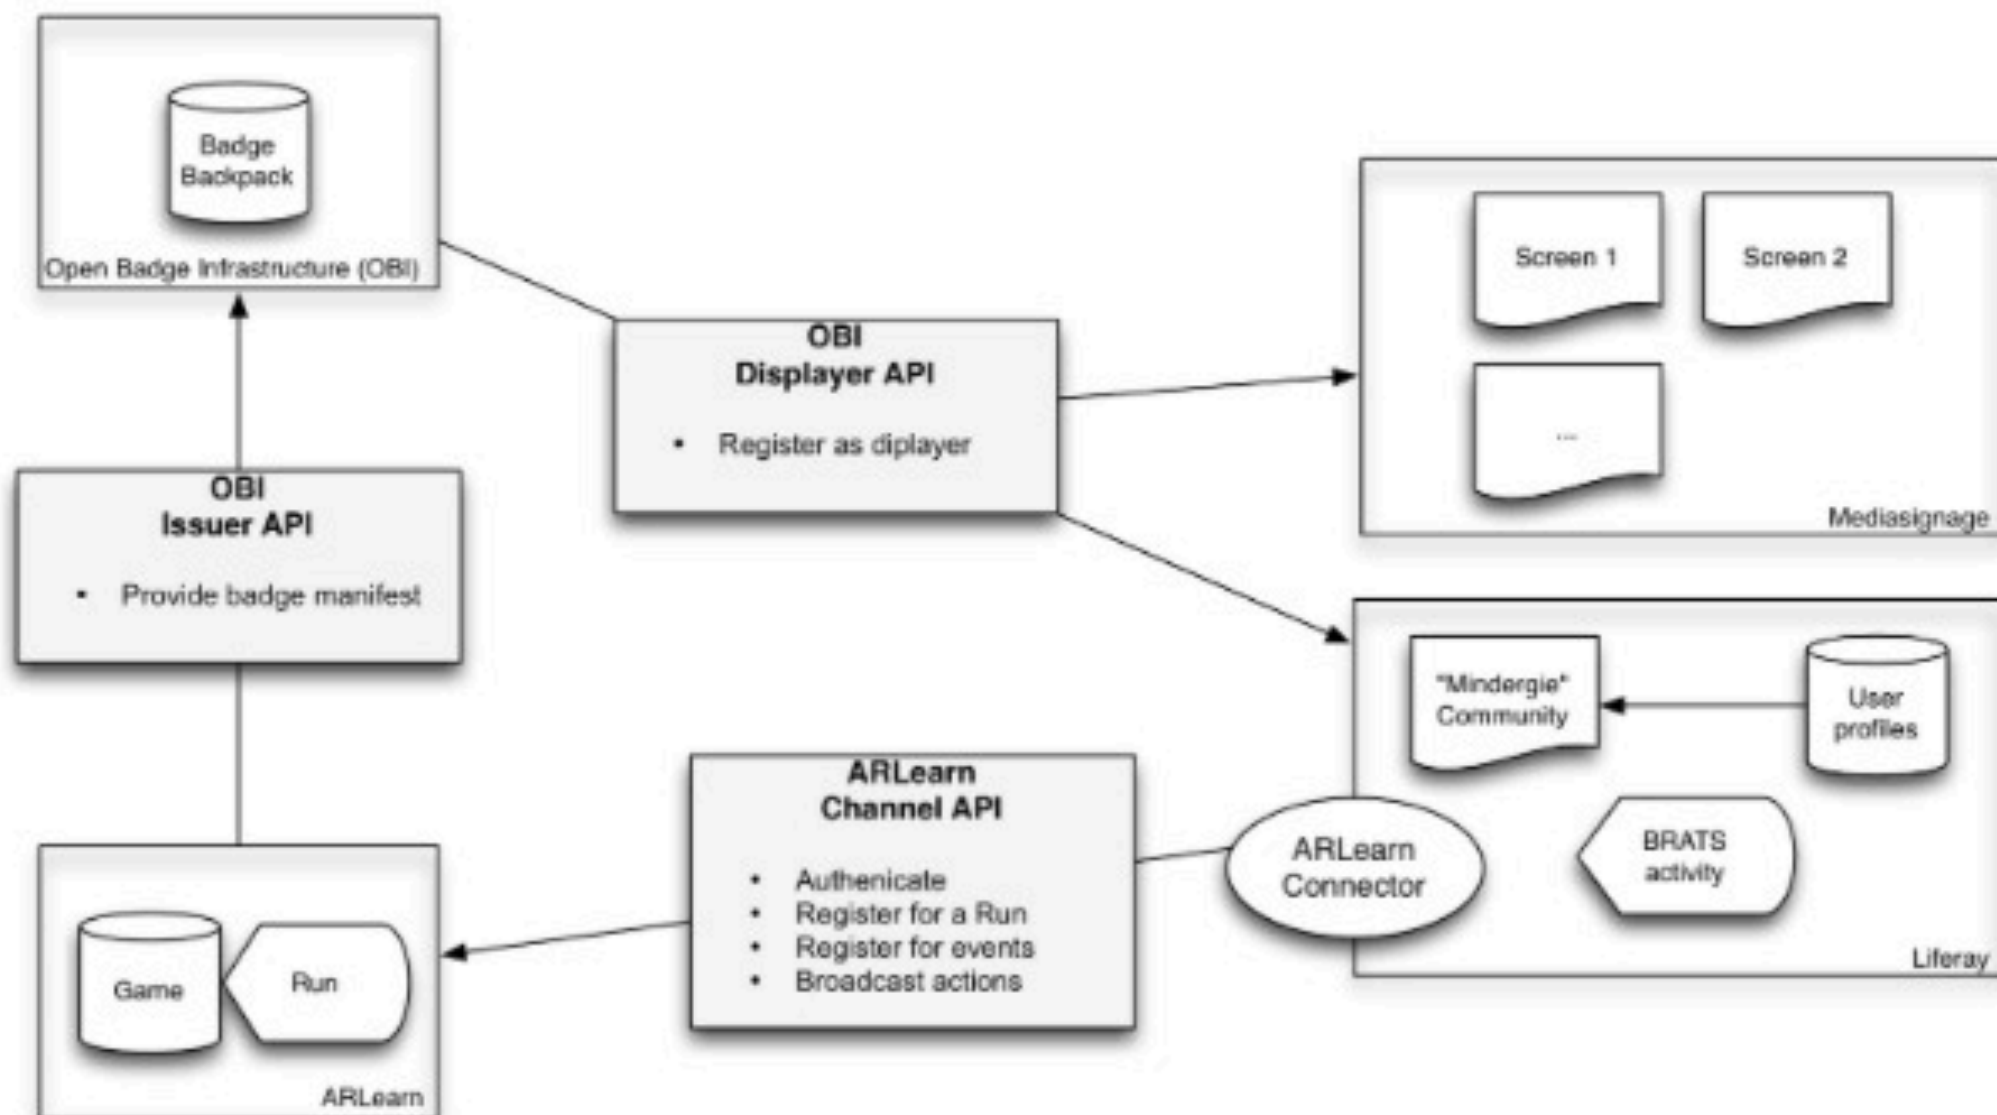 Badge
Backpack
Open Badge Infrastructure (OBI)
OBI
Displayer API
• Register as diplayer
Screen 1
Screen 2
...
Mediasignage
OBI
Issuer API
• Provide badge manifest
"Mindergie"
Community
User
profiles
BRATS
activity
ARLearn
Connector
Liferay
ARLearn
Channel API
• Authenicate
• Register for a Run
• Register for events
• Broadcast actions
Game
Run
ARLearn